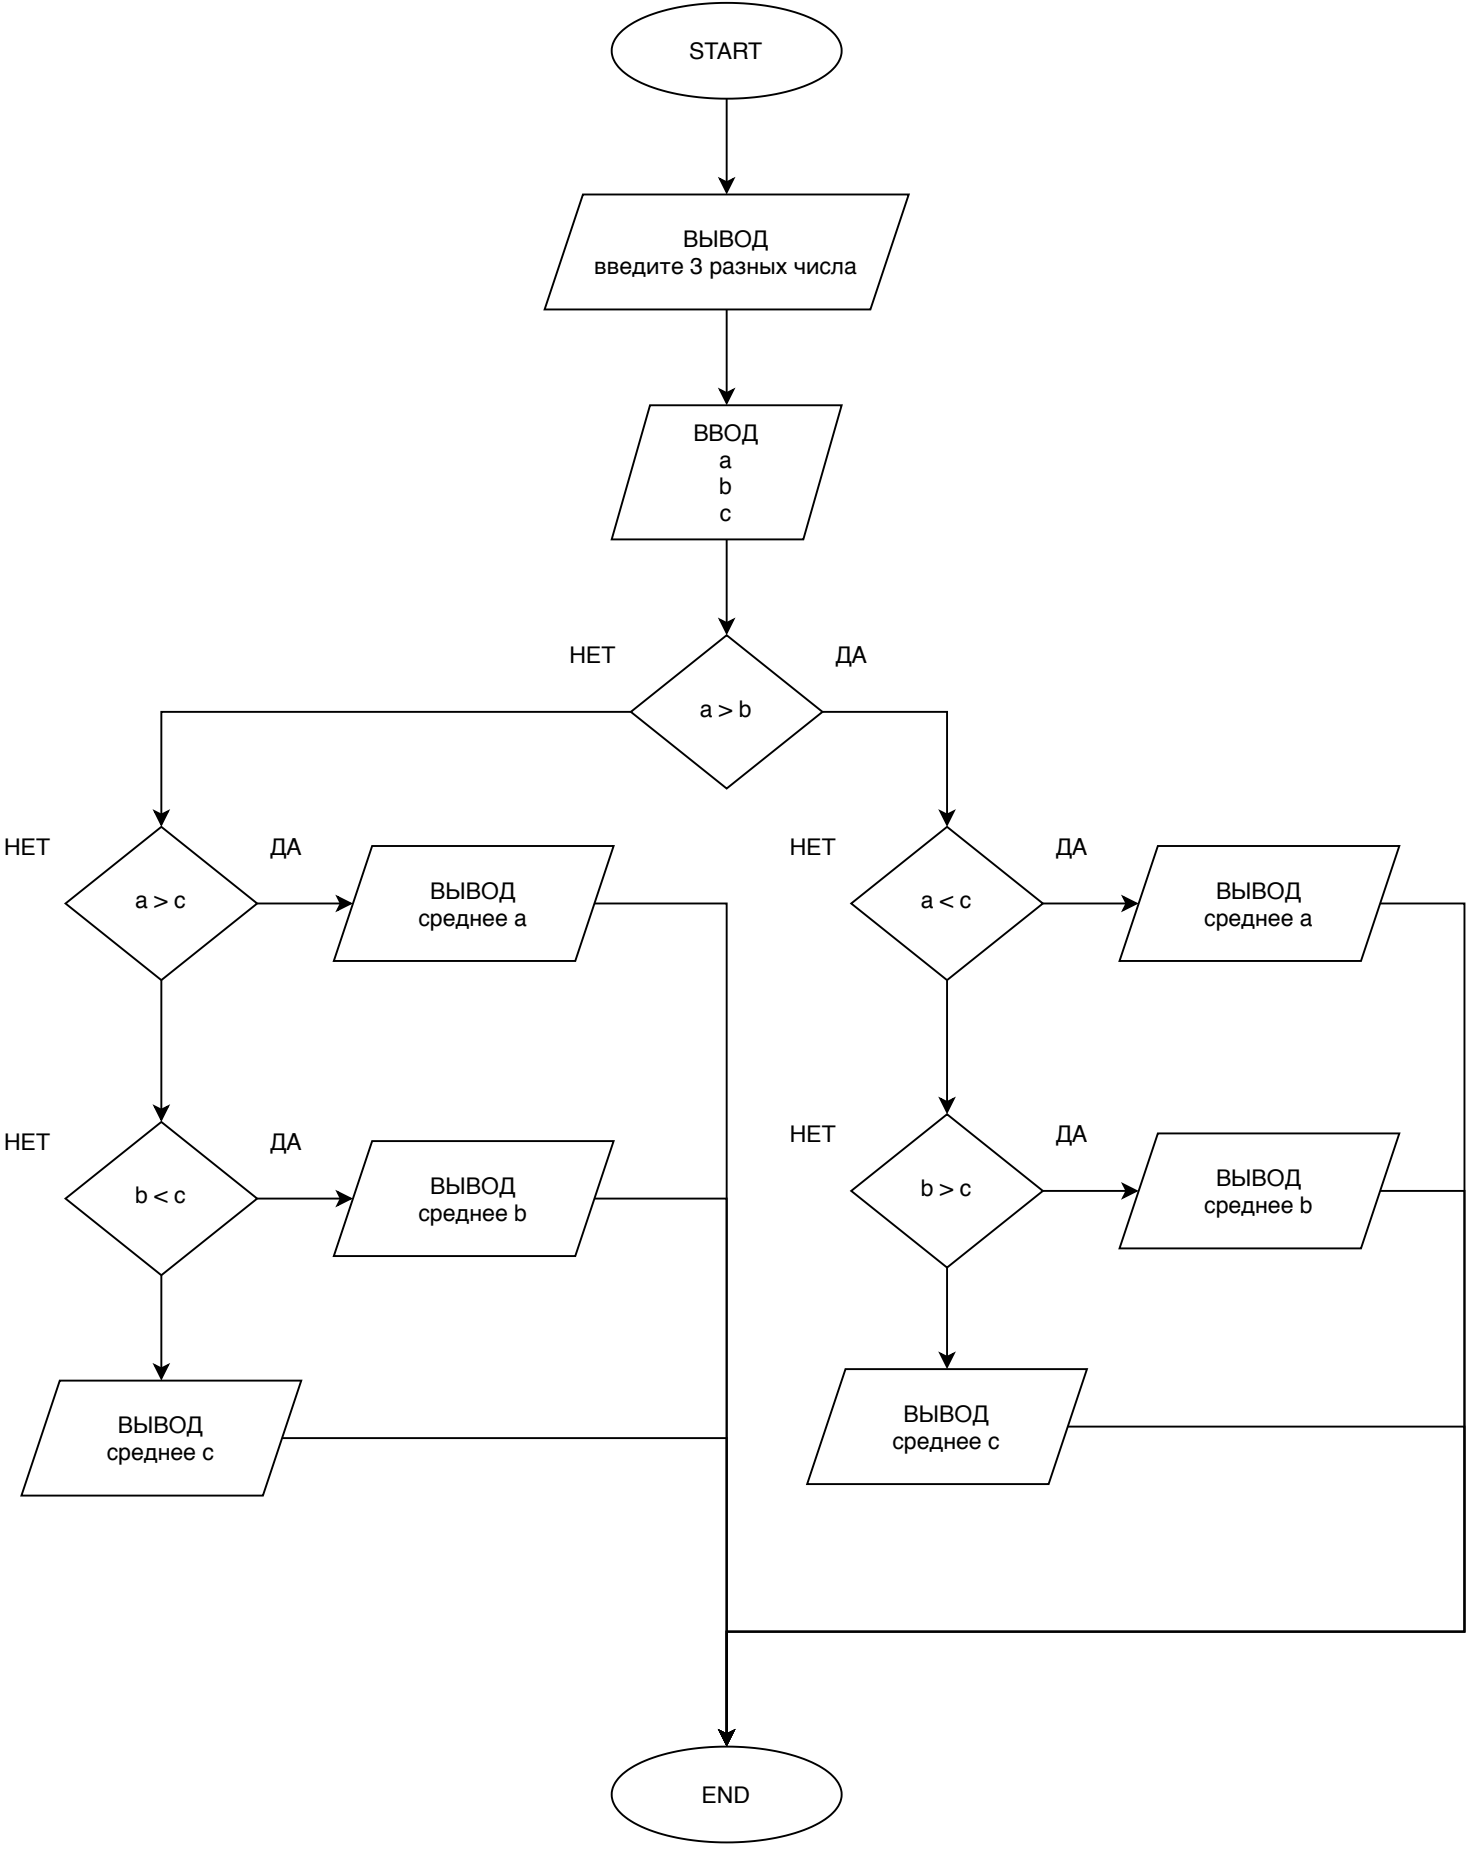 START
ВЫВОД
введите 3 разных числа
ВВОД
a
b
c
НЕТ
ДА
a > b
НЕТ
ДА
a > c
ВЫВОД
среднее a
НЕТ
ДА
a < c
ВЫВОД
среднее a
НЕТ
ДА
b < c
ВЫВОД
среднее b
НЕТ
ДА
b > c
ВЫВОД
среднее b
ВЫВОД
среднее c
ВЫВОД
среднее c
END